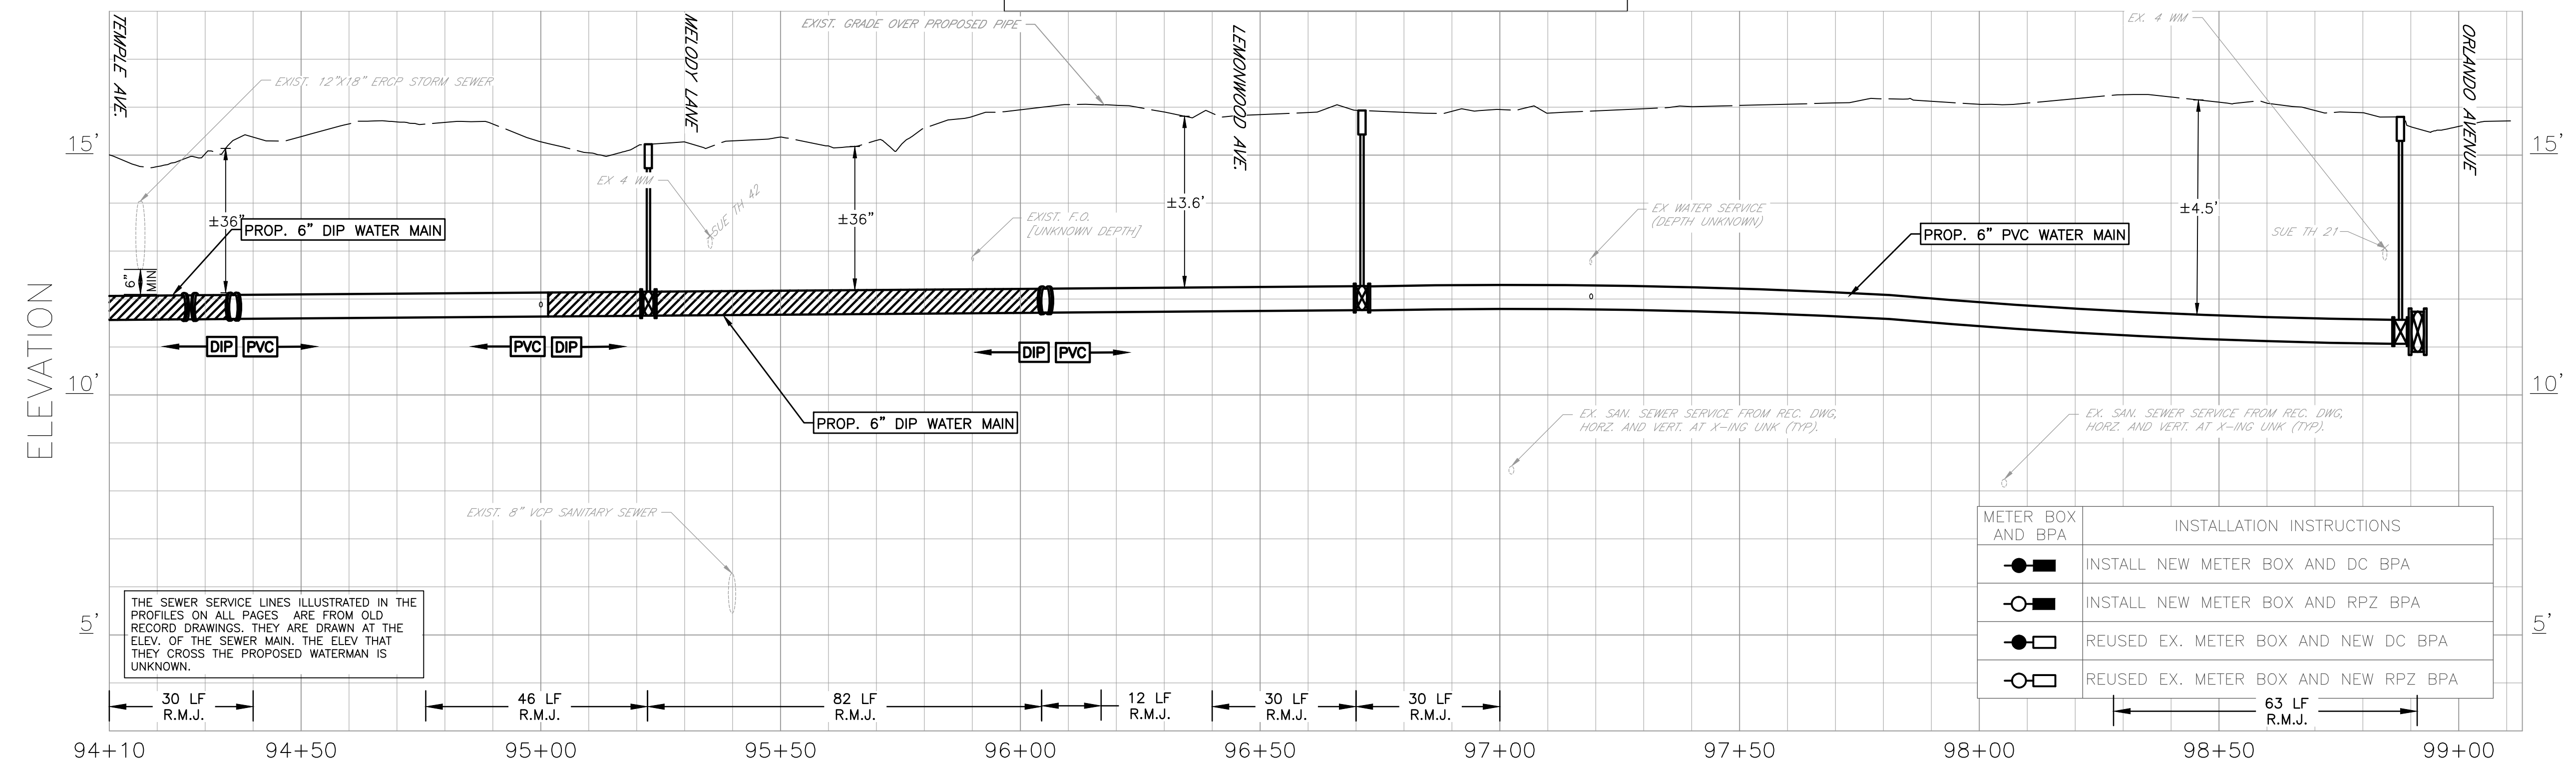 TEMPLE AVE.
MELODY LANE
LEMONWOOD AVE.
ORLANDO AVENUE
EXIST. GRADE OVER PROPOSED PIPE
EX. 4 WM
EXIST. 12"X18" ERCP STORM SEWER
15'
15'
±36"
PROP. 6" DIP WATER MAIN
6"
MIN
EX 4 WM
SUE TH 42
±36"
EXIST. F.O.
[UNKNOWN DEPTH]
±3.6'
EX WATER SERVICE
(DEPTH UNKNOWN)
PROP. 6" PVC WATER MAIN
±4.5'
SUE TH 21
DIP PVC
PVC DIP
DIP PVC
ELEVATION
10'
10'
PROP. 6" DIP WATER MAIN
EX. SAN. SEWER SERVICE FROM REC. DWG,
HORZ. AND VERT. AT X-ING UNK (TYP).
EX. SAN. SEWER SERVICE FROM REC. DWG,
HORZ. AND VERT. AT X-ING UNK (TYP).
EXIST. 8" VCP SANITARY SEWER
METER BOX
AND BPA
INSTALLATION INSTRUCTIONS
INSTALL NEW METER BOX AND DC BPA
INSTALL NEW METER BOX AND RPZ BPA
REUSED EX. METER BOX AND NEW DC BPA
REUSED EX. METER BOX AND NEW RPZ BPA
5'
5'
THE SEWER SERVICE LINES ILLUSTRATED IN THE
PROFILES ON ALL PAGES ARE FROM OLD
RECORD DRAWINGS. THEY ARE DRAWN AT THE
ELEV. OF THE SEWER MAIN. THE ELEV THAT
THEY CROSS THE PROPOSED WATERMAN IS
UNKNOWN.
30 LF
R.M.J.
46 LF
R.M.J.
82 LF
R.M.J.
12 LF
R.M.J.
30 LF
R.M.J.
30 LF
R.M.J.
63 LF
R.M.J.
94+10 94+50 95+00 95+50 96+00 96+50 97+00 97+50 98+00 98+50 99+00